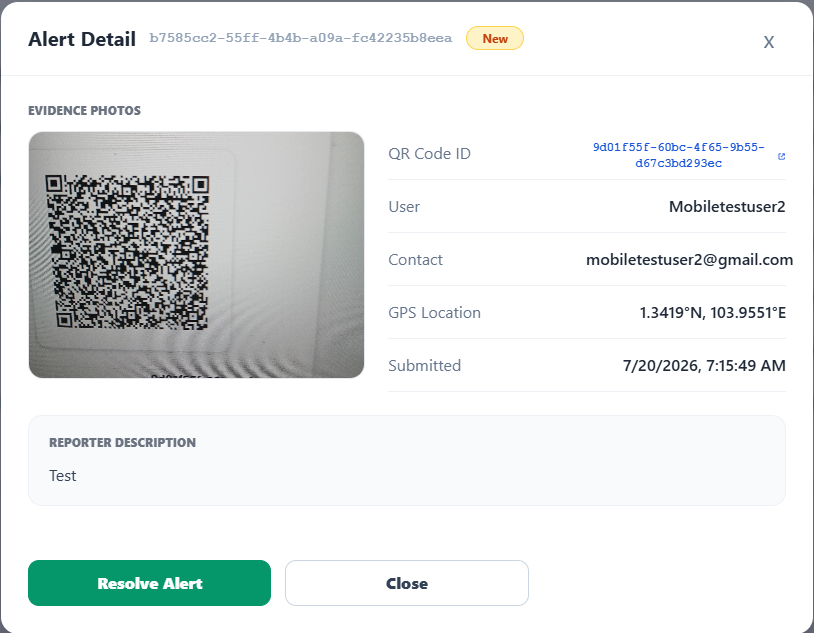 Alert Detail b7585cc2-55ff-4b4b-a09a-fc42235b8eea New X
EVIDENCE PHOTOS
QR Code ID 9d01f55f-60bc-4f65-9b55-
d67c3bd293ec
User Mobiletestuser2
Contact mobiletestuser2@gmail.com
GPS Location 1.3419°N, 103.9551°E
Submitted 7/20/2026, 7:15:49 AM
REPORTER DESCRIPTION
Test
Resolve Alert Close